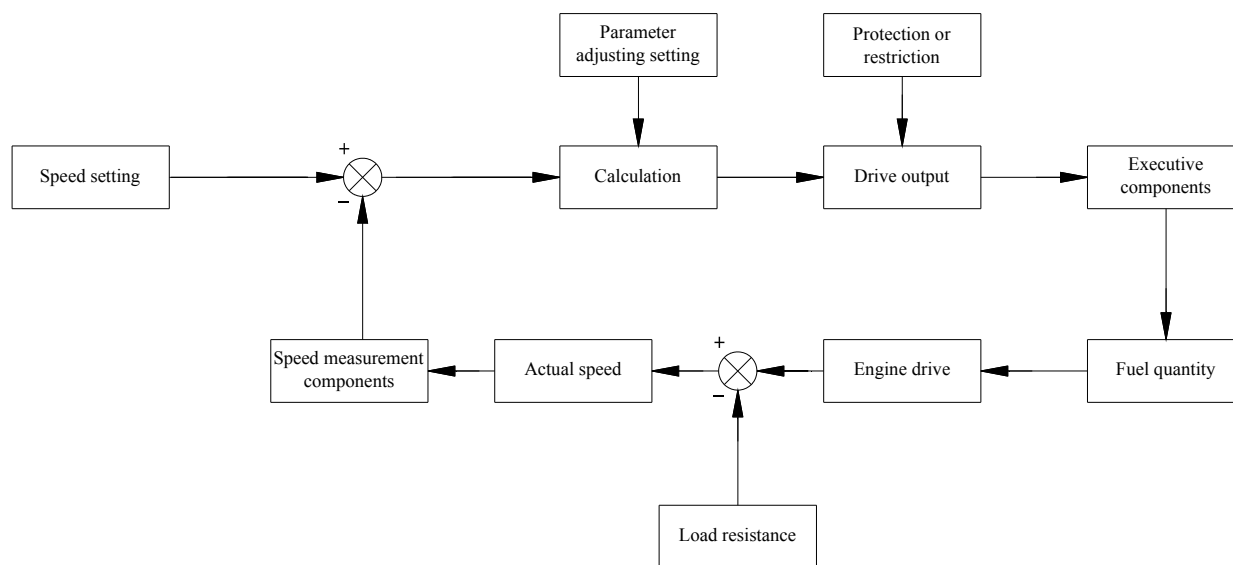 Parameter
adjusting setting
Protection or
restriction
+
Speed setting
Calculation
Drive output
Executive
components
−
+
Speed measurement
components
Actual speed
Engine drive
Fuel quantity
−
Load resistance